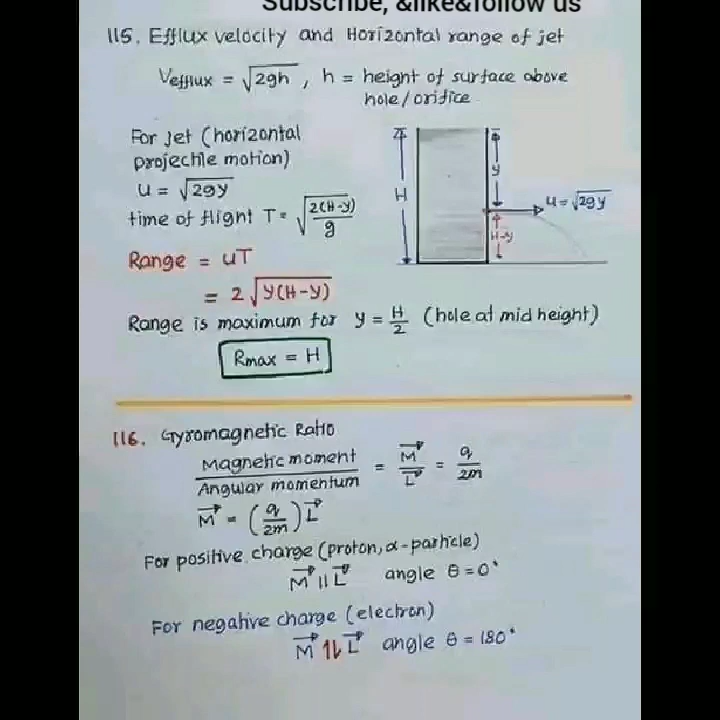 Subscribe, &like&follow us
115. Efflux velocity and Horizontal range of jet
Vefflux = √2gh , h = height of surface above
hole/orifice
For jet (horizontal
projectile motion)
u = √2gy
time of flight T = √2(H-y)/g
H
y
u = √2gy
H-y
Range = uT
= 2√y(H-y)
Range is maximum for y = H/2 (hole at mid height)
Rmax = H
116. Gyromagnetic Ratio
Magnetic moment/Angular momentum = M⃗/L⃗ = q/2m
M⃗ = (q/2m) L⃗
For positive charge (proton, α-particle)
M⃗ || L⃗ angle θ = 0°
For negative charge (electron)
M⃗ ⇅ L⃗ angle θ = 180°